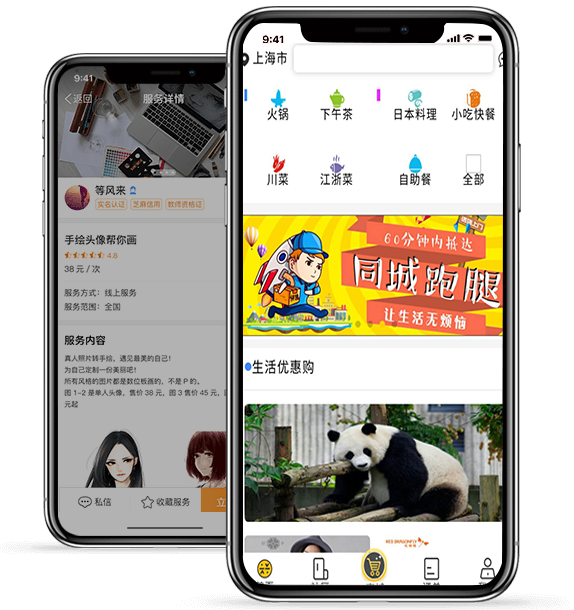 9:41
返回
服务详情
等风来
实名认证
芝麻信用
教师资格证
手绘头像帮你画
4.8
38 元 / 次
服务方式：线上服务
服务范围：全国
服务内容
真人照片转手绘，遇见最美的自己！
为自己定制一份美丽吧！
所有风格的图片都是数位板画的，不是 P 的。
图 1-2 是单人头像，售价 38 元，图 3 售价 45 元，
元起
私信
收藏服务
立
9:41
上海市
火锅
下午茶
日本料理
小吃快餐
川菜
江浙菜
自助餐
全部
60分钟内抵达
同城跑腿
让生活无烦恼
生活优惠购
RED DRAGONFLY